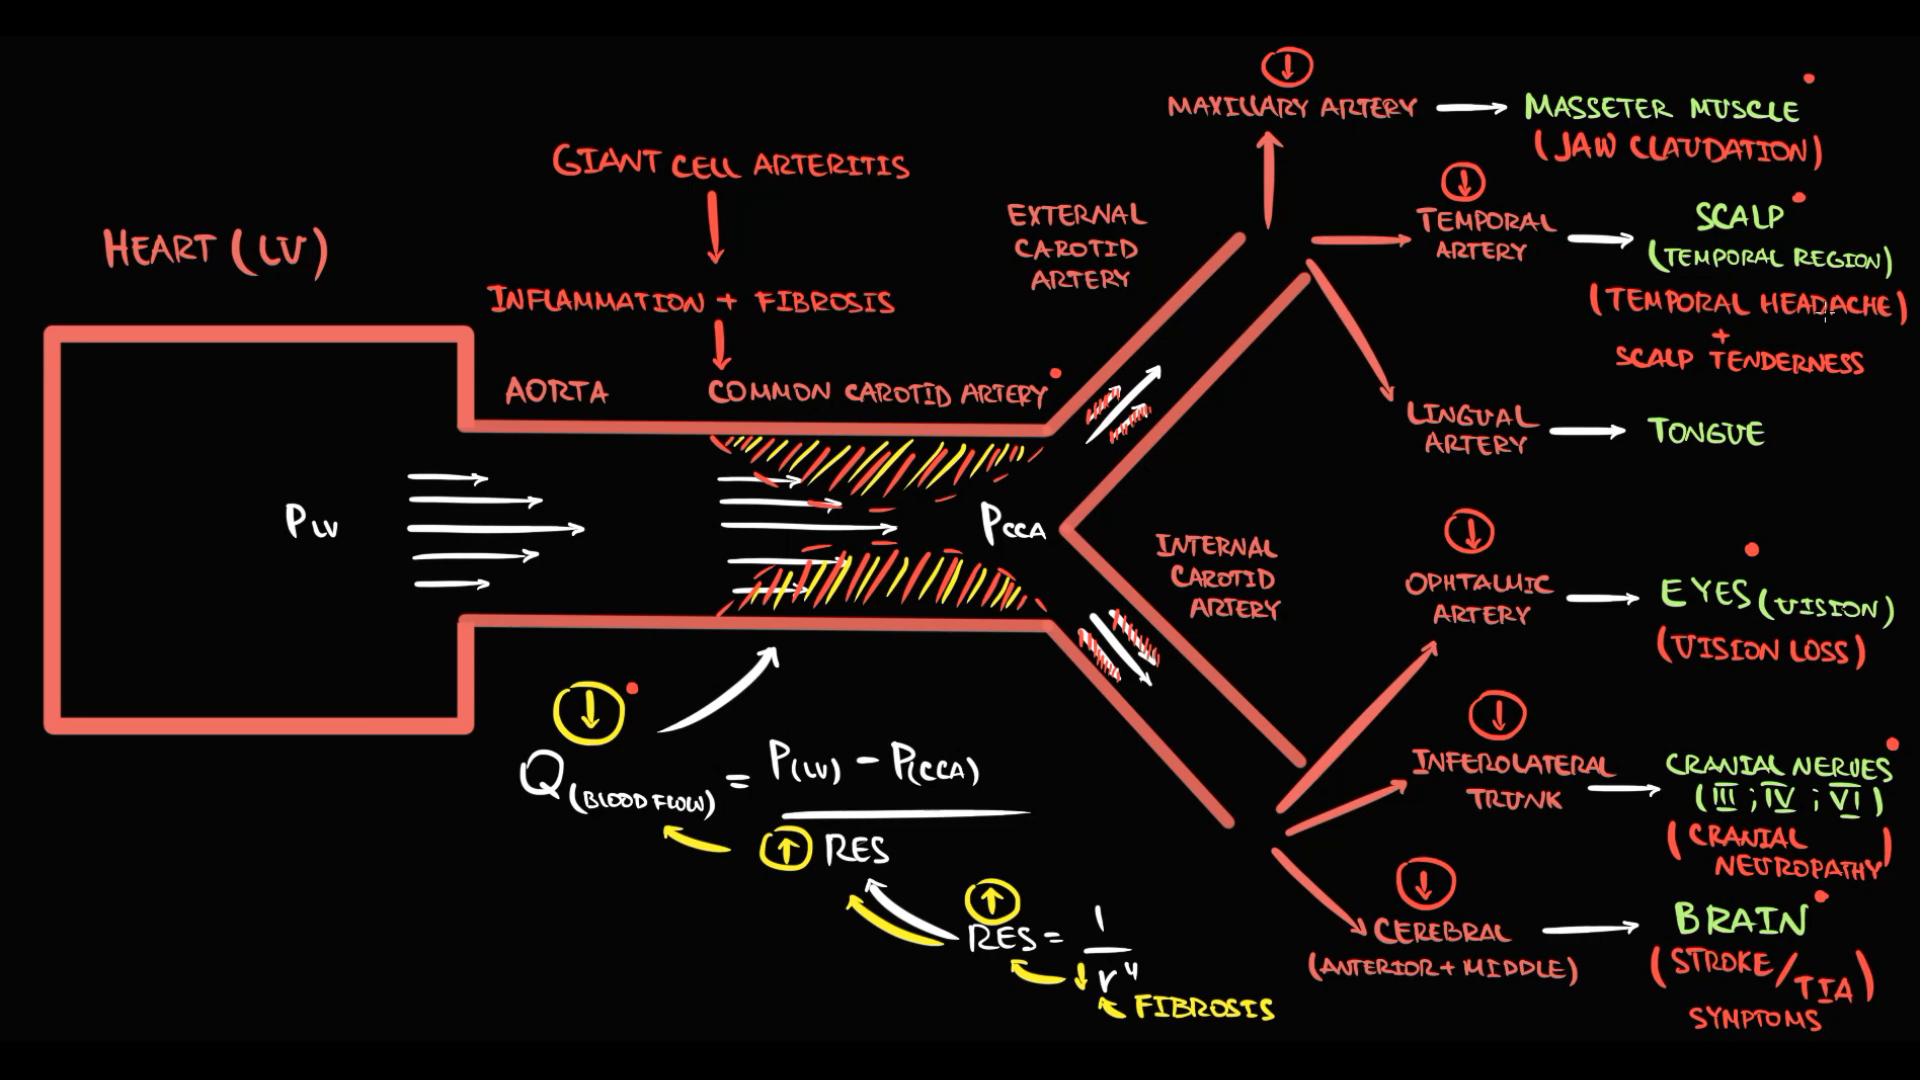 HEART (LV)
GIANT CELL ARTERITIS
INFLAMMATION + FIBROSIS
AORTA
COMMON CAROTID ARTERY
P LV
P CCA
Q (BLOOD FLOW) = P(LV) - P(CCA)
↑ RES
↑
RES = 1
↓ r⁴
FIBROSIS
EXTERNAL
CAROTID
ARTERY
INTERNAL
CAROTID
ARTERY
MAXILLARY ARTERY
MASSETER MUSCLE
(JAW CLAUDATION)
TEMPORAL
ARTERY
SCALP
(TEMPORAL REGION)
(TEMPORAL HEADACHE)
+
SCALP TENDERNESS
LINGUAL
ARTERY
TONGUE
OPHTALMIC
ARTERY
EYES (VISION)
(VISION LOSS)
INFEROLATERAL
TRUNK
CRANIAL NERVES
(III ; IV ; VI)
(CRANIAL
NEUROPATHY)
CEREBRAL
(ANTERIOR + MIDDLE)
BRAIN
(STROKE/
TIA)
SYMPTOMS